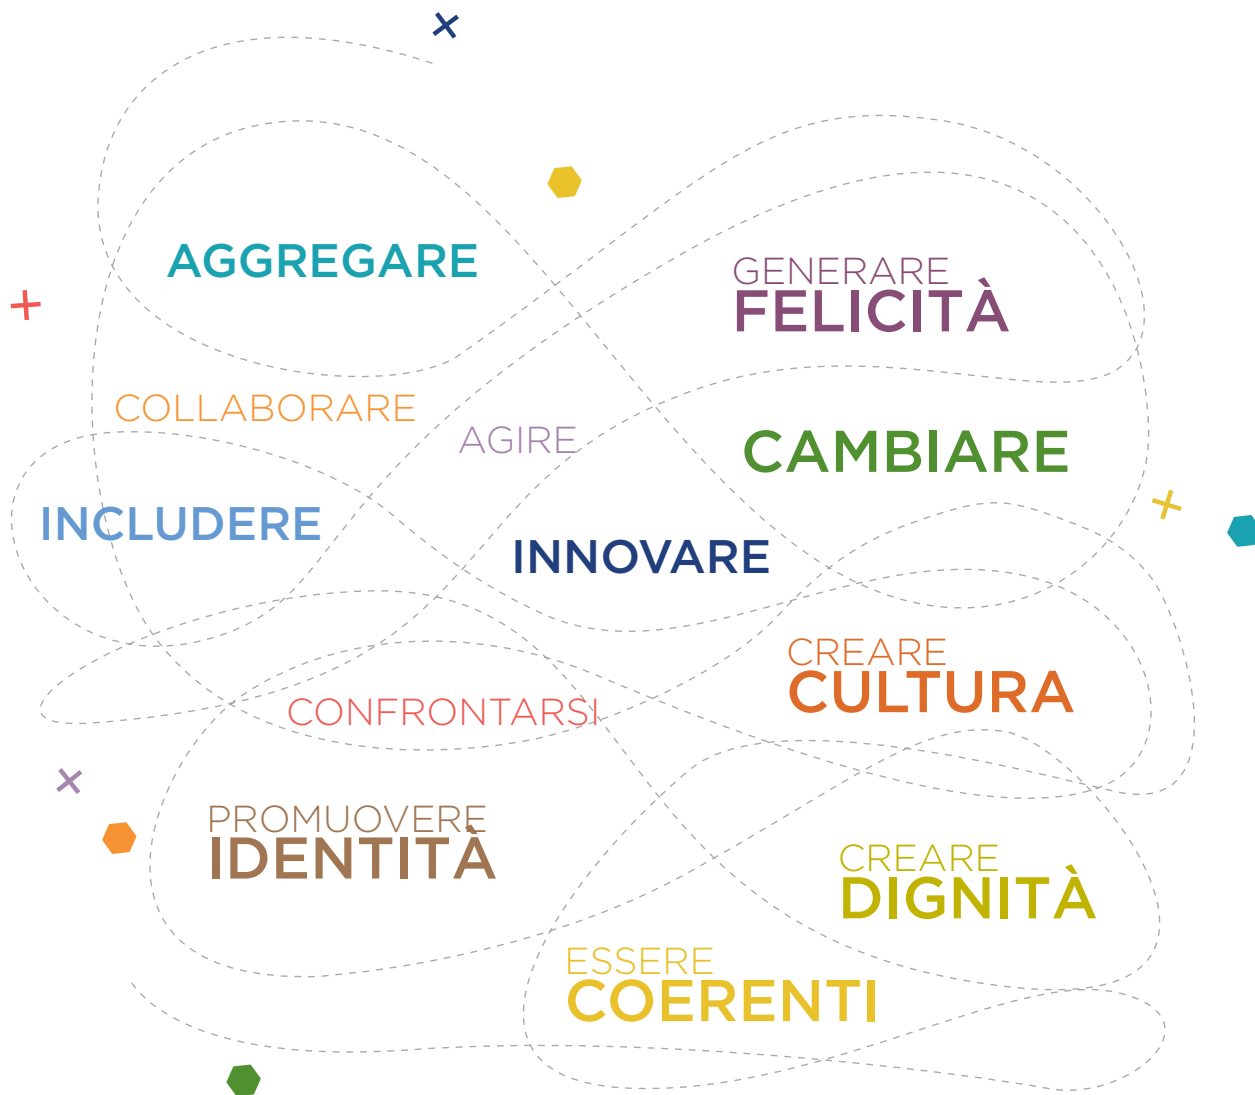 AGGREGARE
GENERARE
FELICITÀ
COLLABORARE
AGIRE
CAMBIARE
INCLUDERE
INNOVARE
CREARE
CULTURA
CONFRONTARSI
PROMUOVERE
IDENTITÀ
CREARE
DIGNITÀ
ESSERE
COERENTI